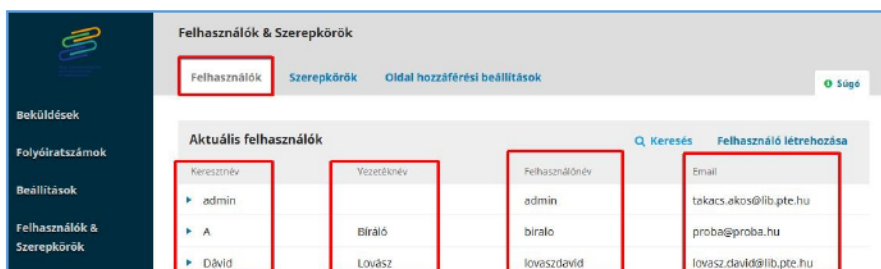 Felhasználók & Szerepkörök
Felhasználók Szerepkörök Oldal hozzáférési beállítások
Súgó
Beküldések
Folyóiratszámok
Beállítások
Felhasználók &
Szerepkörök
Aktuális felhasználók Keresés Felhasználó létrehozása
Keresztnév Vezetéknév Felhasználónév Email
admin admin takacs.akos@lib.pte.hu
A Bíráló biralo proba@proba.hu
Dávid Lovász lovaszdavid lovasz.david@lib.pte.hu